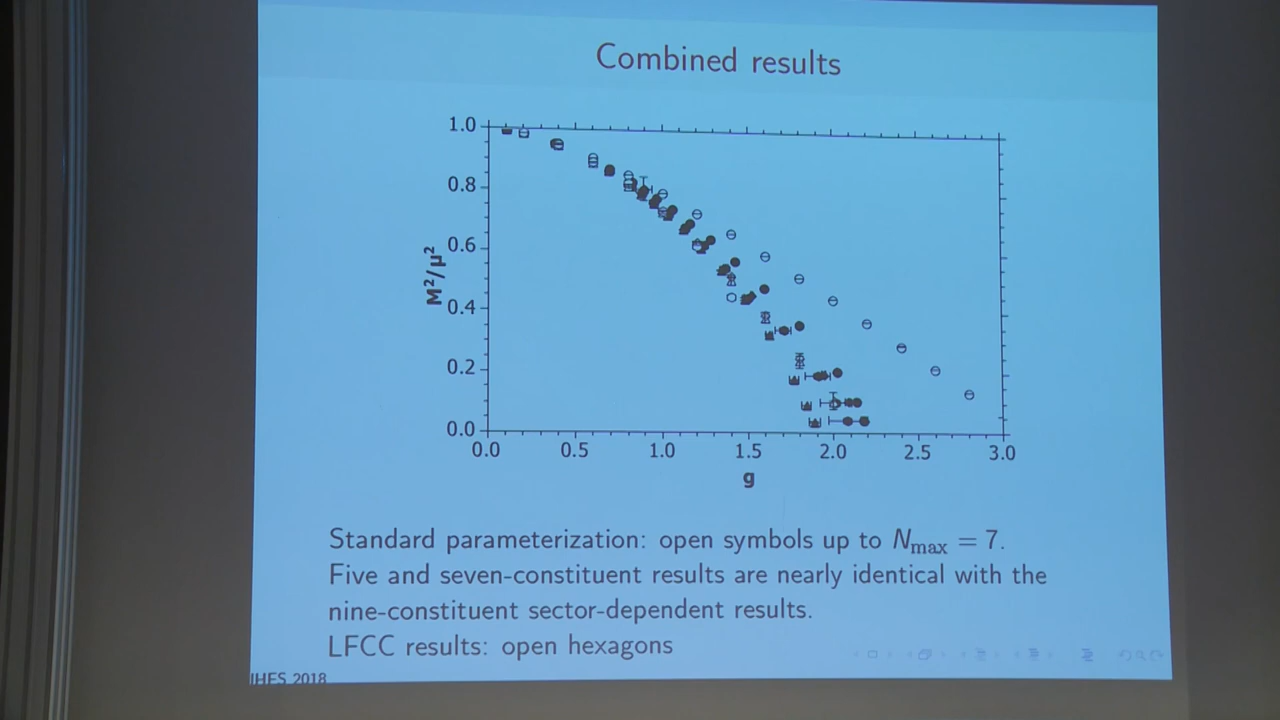 Combined results
1.0
0.8
0.6
0.4
0.2
0.0
M²/μ²
0.0 0.5 1.0 1.5 2.0 2.5 3.0
g
Standard parameterization: open symbols up to Nmax = 7.
Five and seven-constituent results are nearly identical with the
nine-constituent sector-dependent results.
LFCC results: open hexagons
IHES 2018